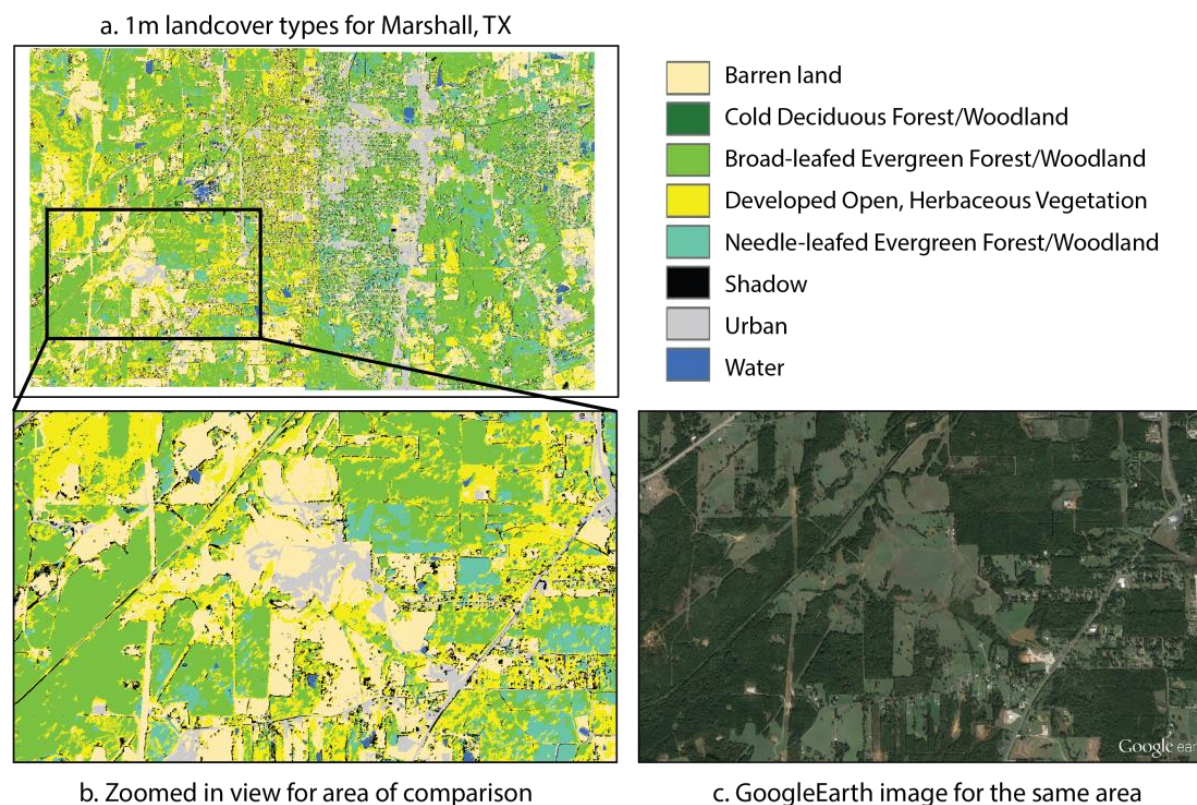 a. 1m landcover types for Marshall, TX
Barren land
Cold Deciduous Forest/Woodland
Broad-leafed Evergreen Forest/Woodland
Developed Open, Herbaceous Vegetation
Needle-leafed Evergreen Forest/Woodland
Shadow
Urban
Water
Google ear
b. Zoomed in view for area of comparison
c. GoogleEarth image for the same area